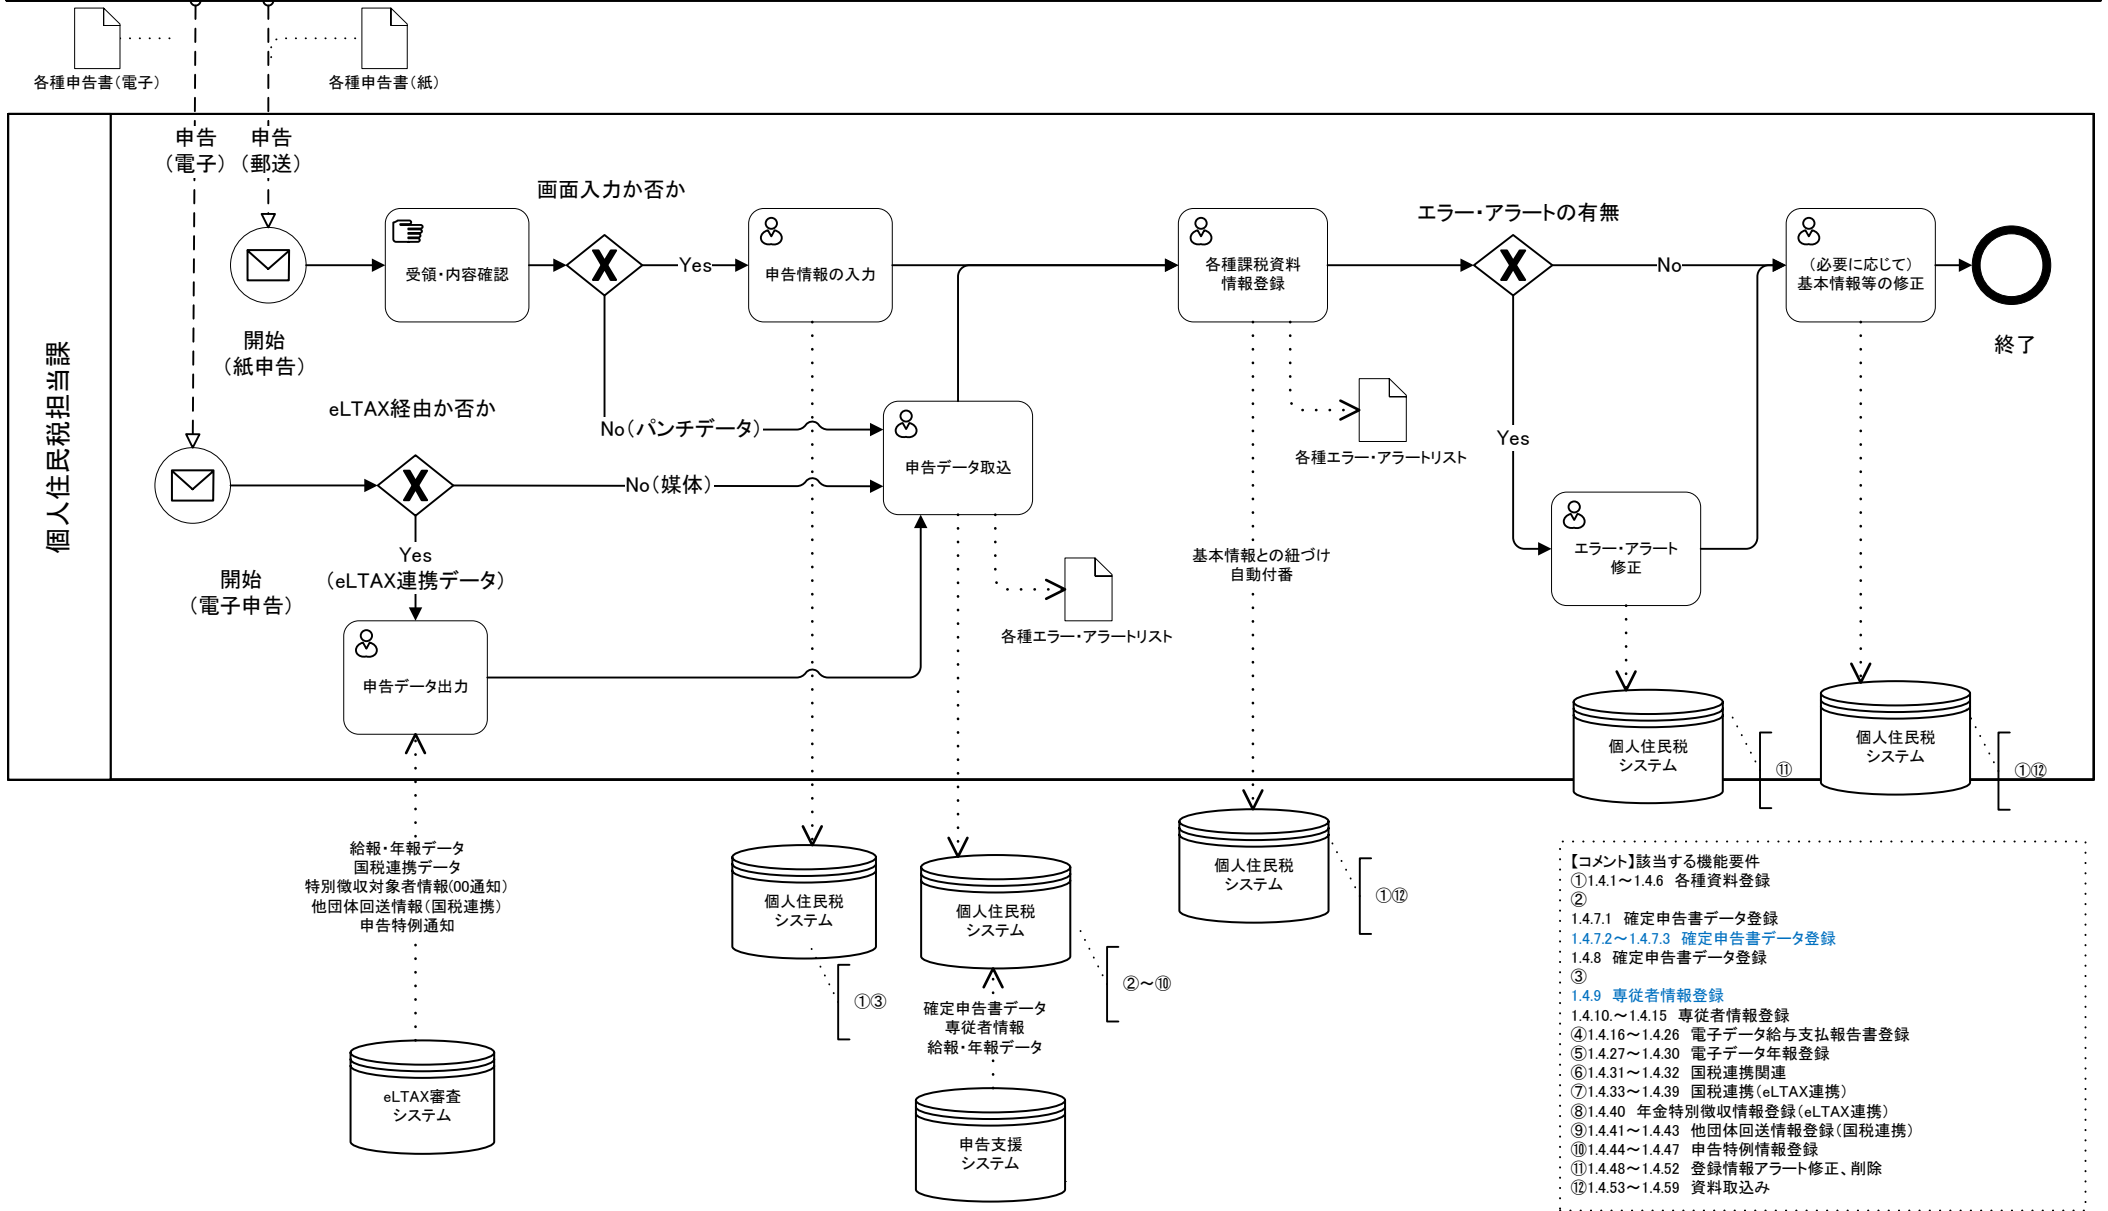 各種申告書（電子）
各種申告書（紙）
個人住民税担当課
申告
（電子）
申告
（郵送）
開始
（紙申告）
受領・内容確認
画面入力か否か
Yes
No（パンチデータ）
申告情報の入力
各種課税資料
情報登録
エラー・アラートの有無
No
Yes
（必要に応じて）
基本情報等の修正
終了
eLTAX経由か否か
No（媒体）
Yes
（eLTAX連携データ）
開始
（電子申告）
申告データ取込
各種エラー・アラートリスト
各種エラー・アラートリスト
基本情報との紐づけ
自動付番
エラー・アラート
修正
申告データ出力
個人住民税
システム
⑪
個人住民税
システム
①⑫
給報・年報データ
国税連携データ
特別徴収対象者情報(00通知)
他団体回送情報（国税連携）
申告特例通知
eLTAX審査
システム
個人住民税
システム
①③
個人住民税
システム
②～⑩
確定申告書データ
専従者情報
給報・年報データ
申告支援
システム
個人住民税
システム
①⑫
【コメント】該当する機能要件
①1.4.1～1.4.6 各種資料登録
②
1.4.7.1 確定申告書データ登録
1.4.7.2～1.4.7.3 確定申告書データ登録
1.4.8 確定申告書データ登録
③
1.4.9 専従者情報登録
1.4.10.～1.4.15 専従者情報登録
④1.4.16～1.4.26 電子データ給与支払報告書登録
⑤1.4.27～1.4.30 電子データ年報登録
⑥1.4.31～1.4.32 国税連携関連
⑦1.4.33～1.4.39 国税連携（eLTAX連携）
⑧1.4.40 年金特別徴収情報登録（eLTAX連携）
⑨1.4.41～1.4.43 他団体回送情報登録（国税連携）
⑩1.4.44～1.4.47 申告特例情報登録
⑪1.4.48～1.4.52 登録情報アラート修正、削除
⑫1.4.53～1.4.59 資料取込み